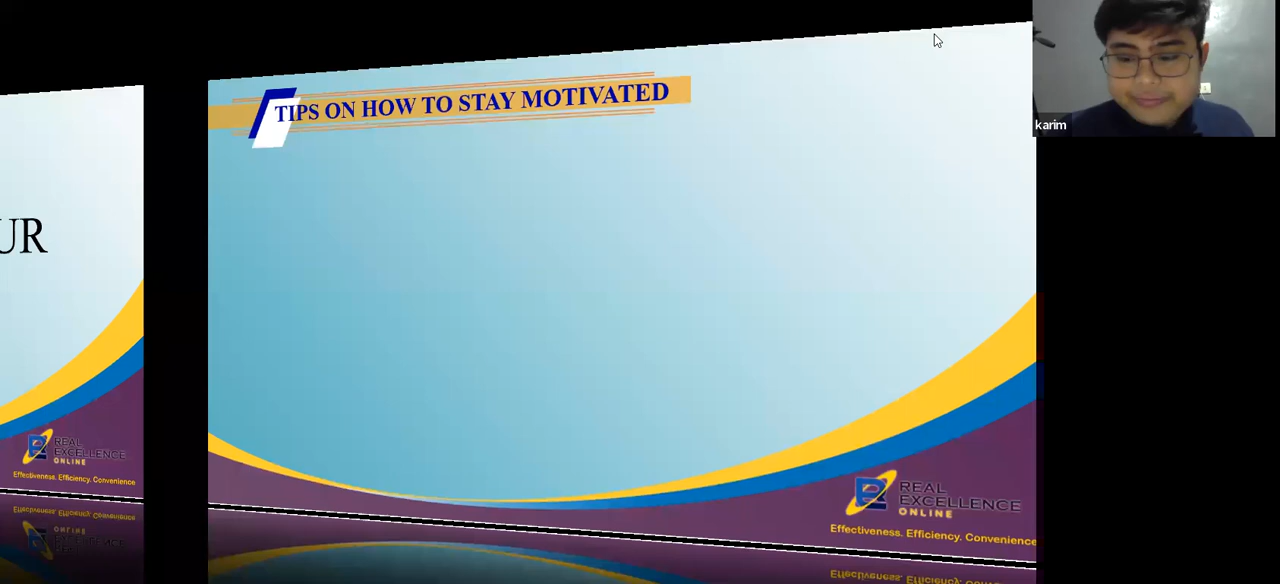 TIPS ON HOW TO STAY MOTIVATED
karim
UR
REAL
EXCELLENCE
ONLINE
Effectiveness. Efficiency. Convenience
REAL
EXCELLENCE
ONLINE
Effectiveness. Efficiency. Convenience